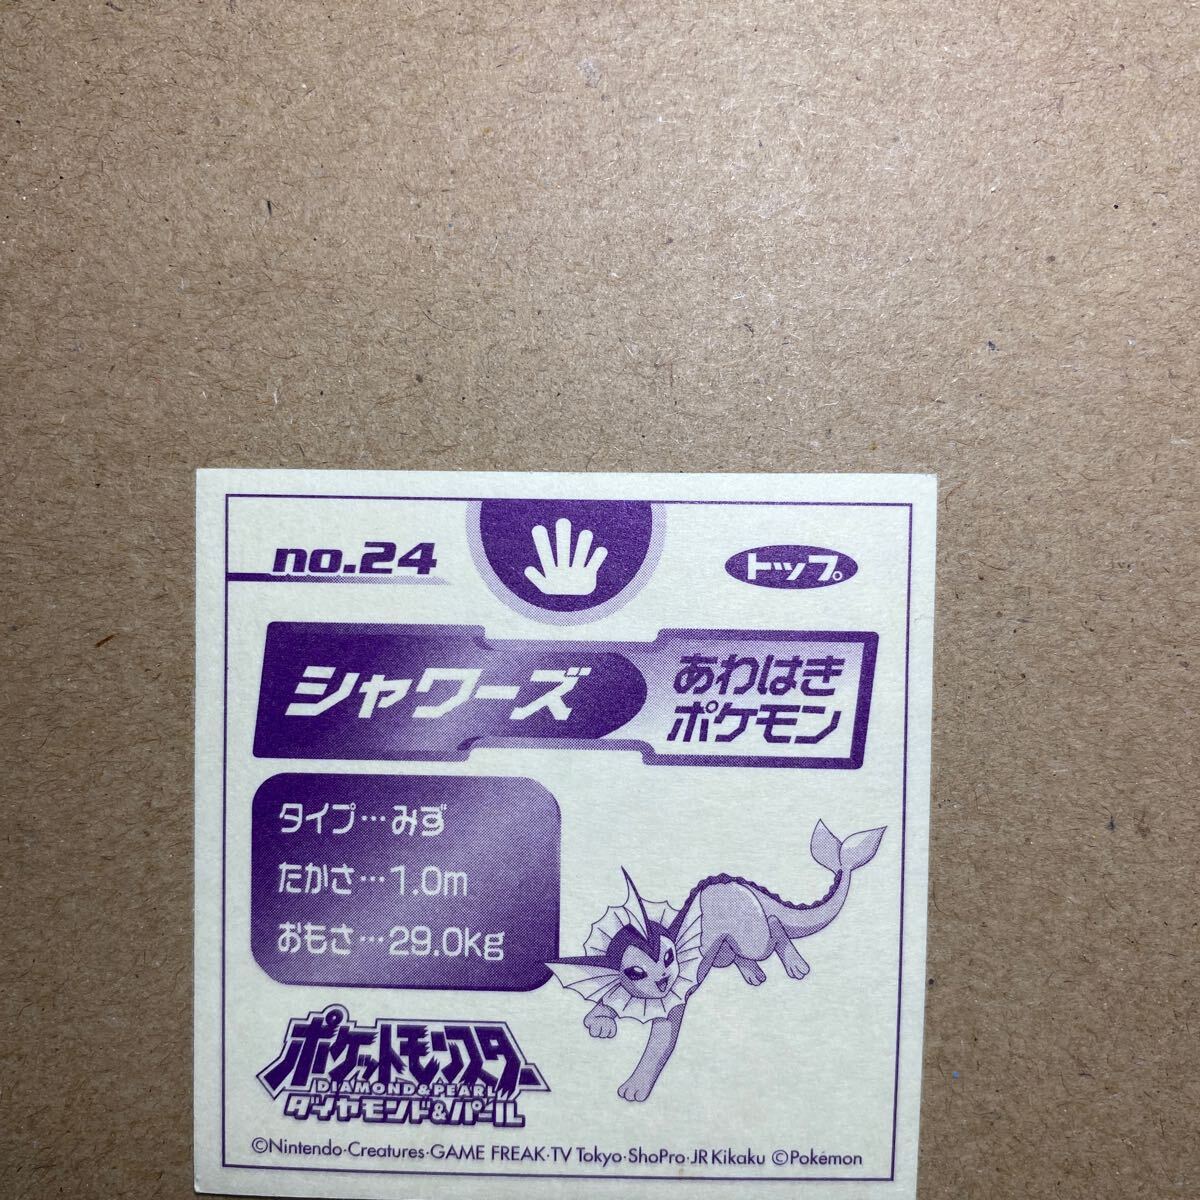 no.24
トップ
シャワーズ
あわはき
ポケモン
タイプ…みず
たかさ…1.0m
おもさ…29.0kg
ポケットモンスター
DIAMOND&PEARL
ダイヤモンド&パール
©Nintendo·Creatures·GAME FREAK·TV Tokyo·ShoPro·JR Kikaku ©Pokémon